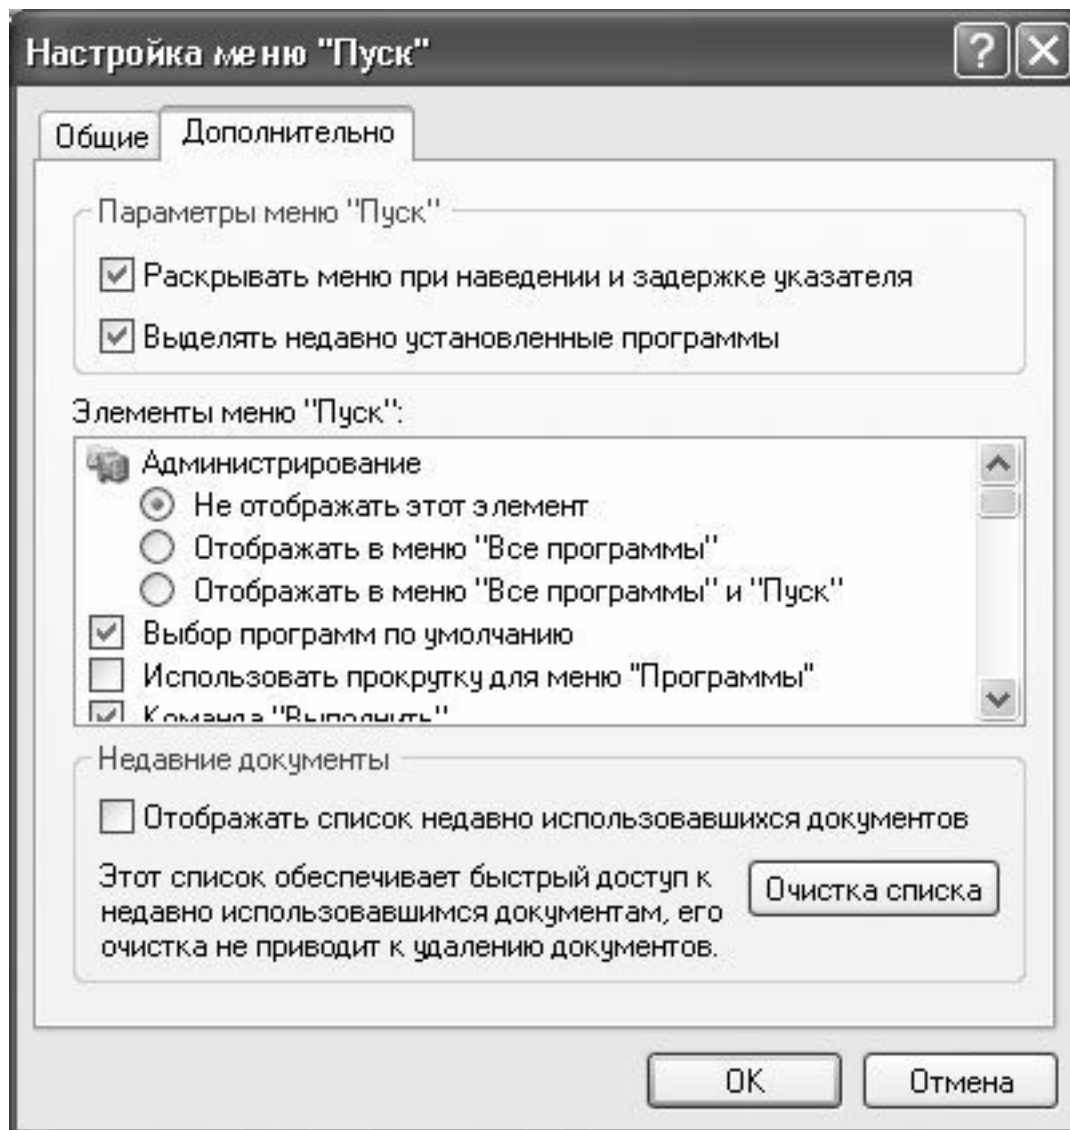 Настройка меню "Пуск"
Общие
Дополнительно
Параметры меню "Пуск"
Раскрывать меню при наведении и задержке указателя
Выделять недавно установленные программы
Элементы меню "Пуск":
Администрирование
Не отображать этот элемент
Отображать в меню "Все программы"
Отображать в меню "Все программы" и "Пуск"
Выбор программ по умолчанию
Использовать прокрутку для меню "Программы"
Команда "Выполнить"
Недавние документы
Отображать список недавно использовавшихся документов
Этот список обеспечивает быстрый доступ к
недавно использовавшимся документам, его
очистка не приводит к удалению документов.
Очистка списка
OK
Отмена